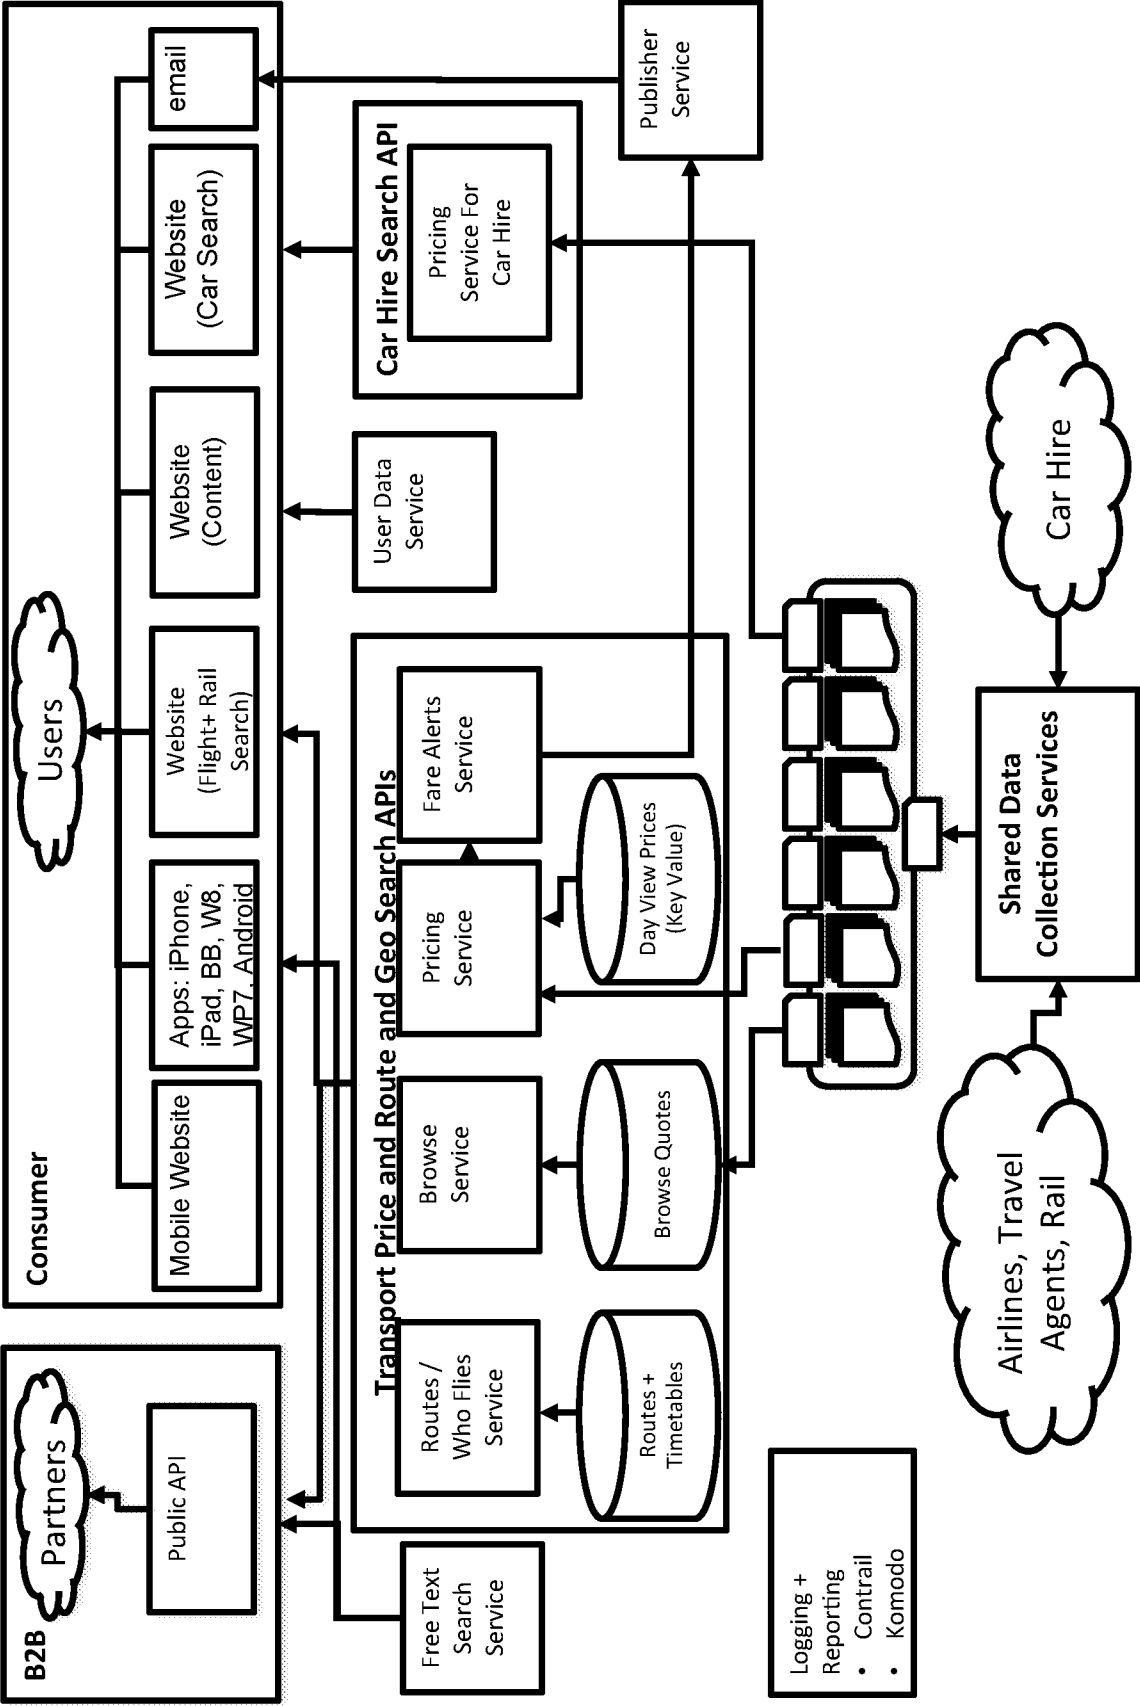 B2B
Partners
Public API
Consumer
Users
Mobile Website
Apps: iPhone,
iPad, BB, W8,
WP7, Android
Website
(Flight+ Rail
Search)
Website
(Content)
Website
(Car Search)
email
Free Text
Search
Service
Transport Price and Route and Geo Search APIs
Routes /
Who Flies
Service
Browse
Service
Pricing
Service
Fare Alerts
Service
Routes +
Timetables
Browse Quotes
Day View Prices
(Key Value)
User Data
Service
Car Hire Search API
Pricing
Service For
Car Hire
Publisher
Service
Logging +
Reporting
• Contrail
• Komodo
Airlines, Travel
Agents, Rail
Shared Data
Collection Services
Car Hire